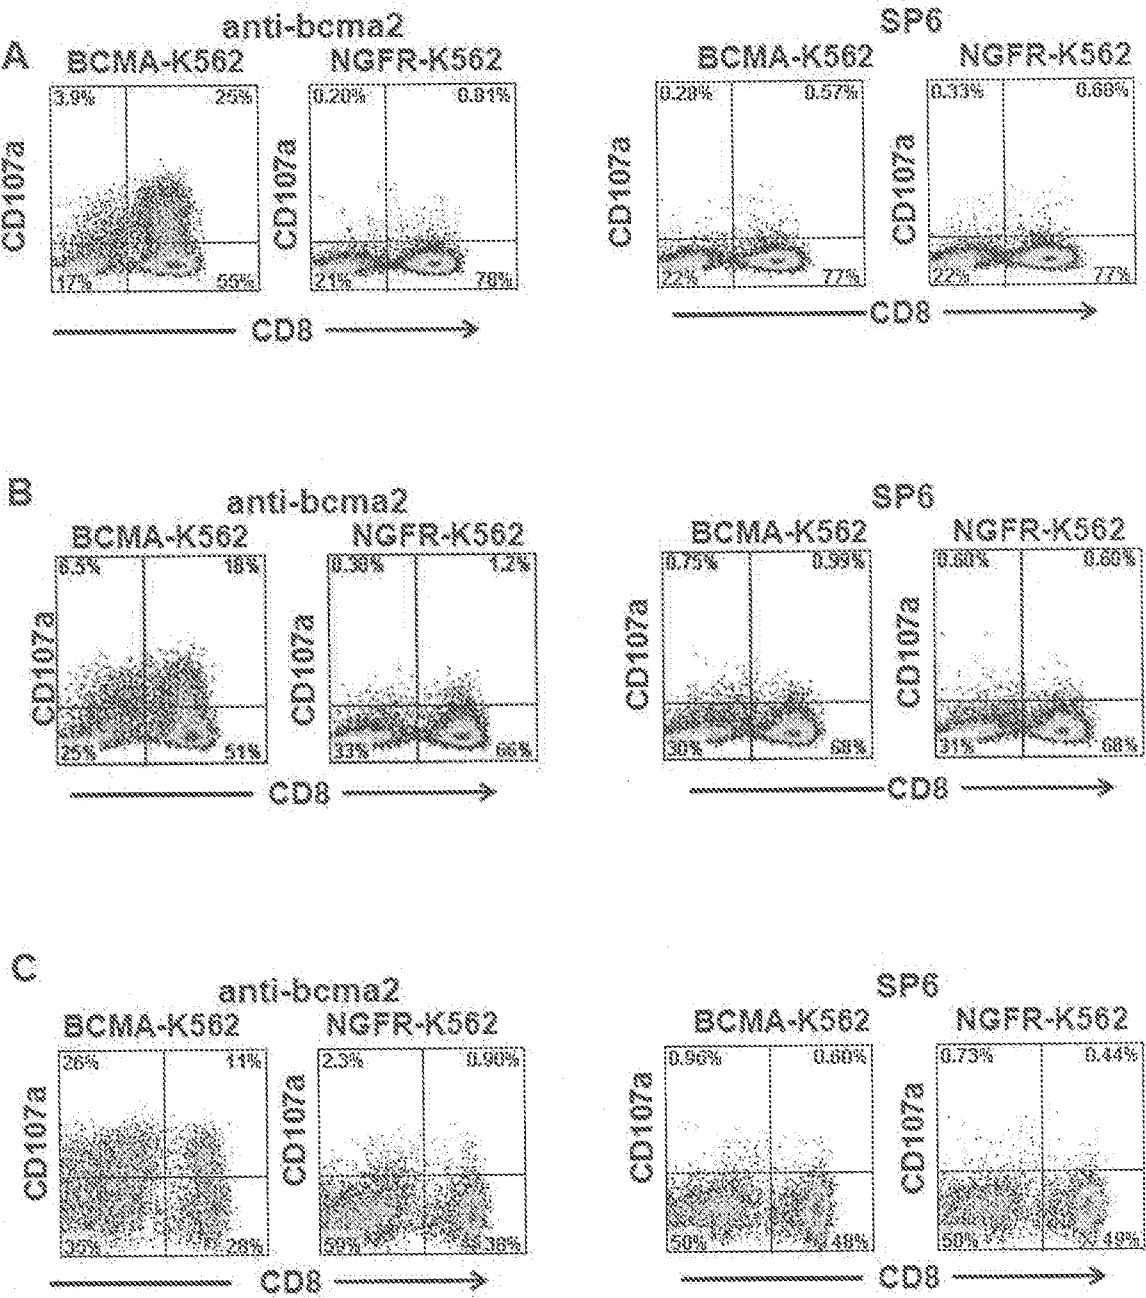 A
anti-bcma2
SP6
BCMA-K562
NGFR-K562
BCMA-K562
NGFR-K562
3.9%
25%
0.20%
0.81%
0.28%
0.57%
0.33%
0.68%
CD107a
CD107a
CD107a
CD107a
17%
55%
21%
78%
22%
77%
22%
77%
CD8
CD8
B
anti-bcma2
SP6
BCMA-K562
NGFR-K562
BCMA-K562
NGFR-K562
18%
0.30%
1.2%
0.75%
0.99%
0.60%
0.60%
CD107a
CD107a
CD107a
CD107a
25%
51%
33%
66%
30%
68%
31%
68%
CD8
CD8
C
anti-bcma2
SP6
BCMA-K562
NGFR-K562
BCMA-K562
NGFR-K562
26%
11%
2.3%
0.90%
0.96%
0.60%
0.73%
0.44%
CD107a
CD107a
CD107a
CD107a
35%
28%
59%
38%
50%
48%
50%
49%
CD8
CD8